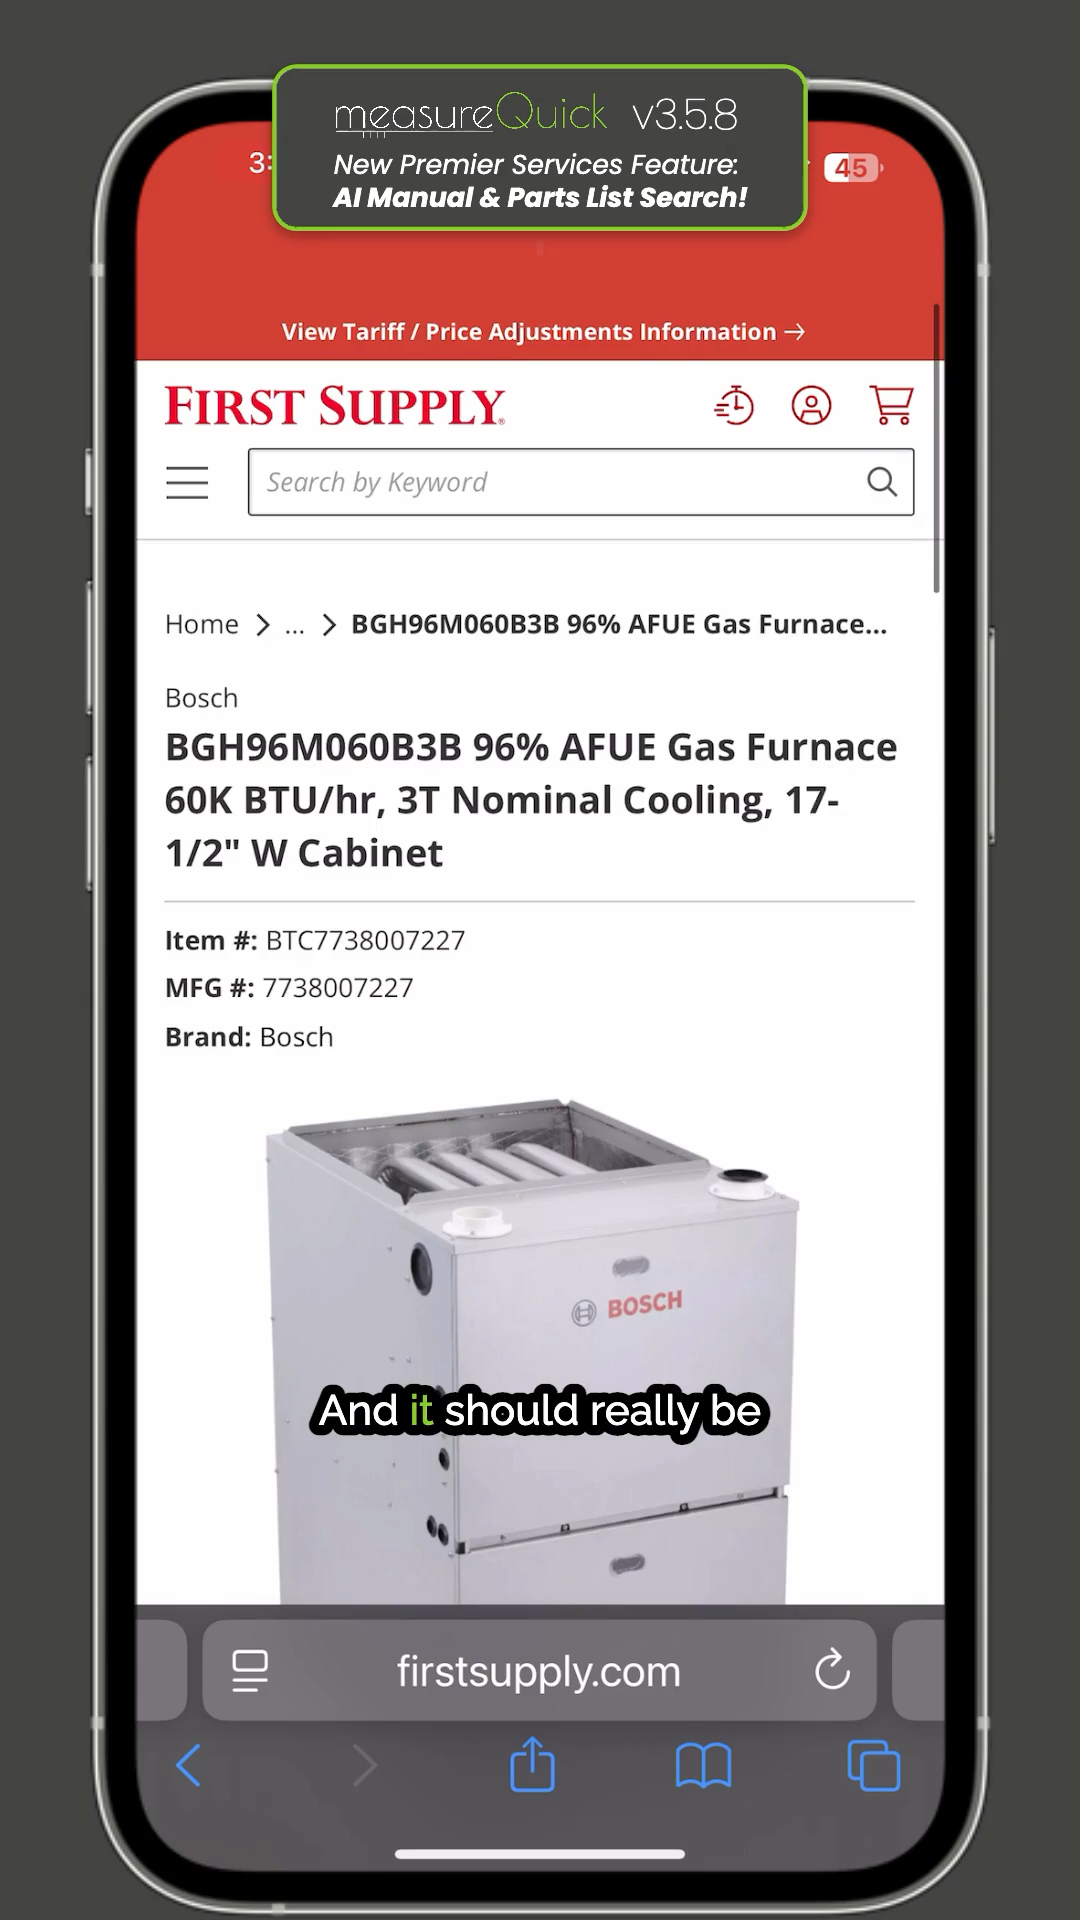 measureQuick v3.5.8
New Premier Services Feature:
AI Manual & Parts List Search!
3:
45
View Tariff / Price Adjustments Information →
FIRST SUPPLY®
Search by Keyword
Home > ... > BGH96M060B3B 96% AFUE Gas Furnace...
Bosch
BGH96M060B3B 96% AFUE Gas Furnace
60K BTU/hr, 3T Nominal Cooling, 17-
1/2" W Cabinet
Item #: BTC7738007227
MFG #: 7738007227
Brand: Bosch
BOSCH
And it should really be
firstsupply.com